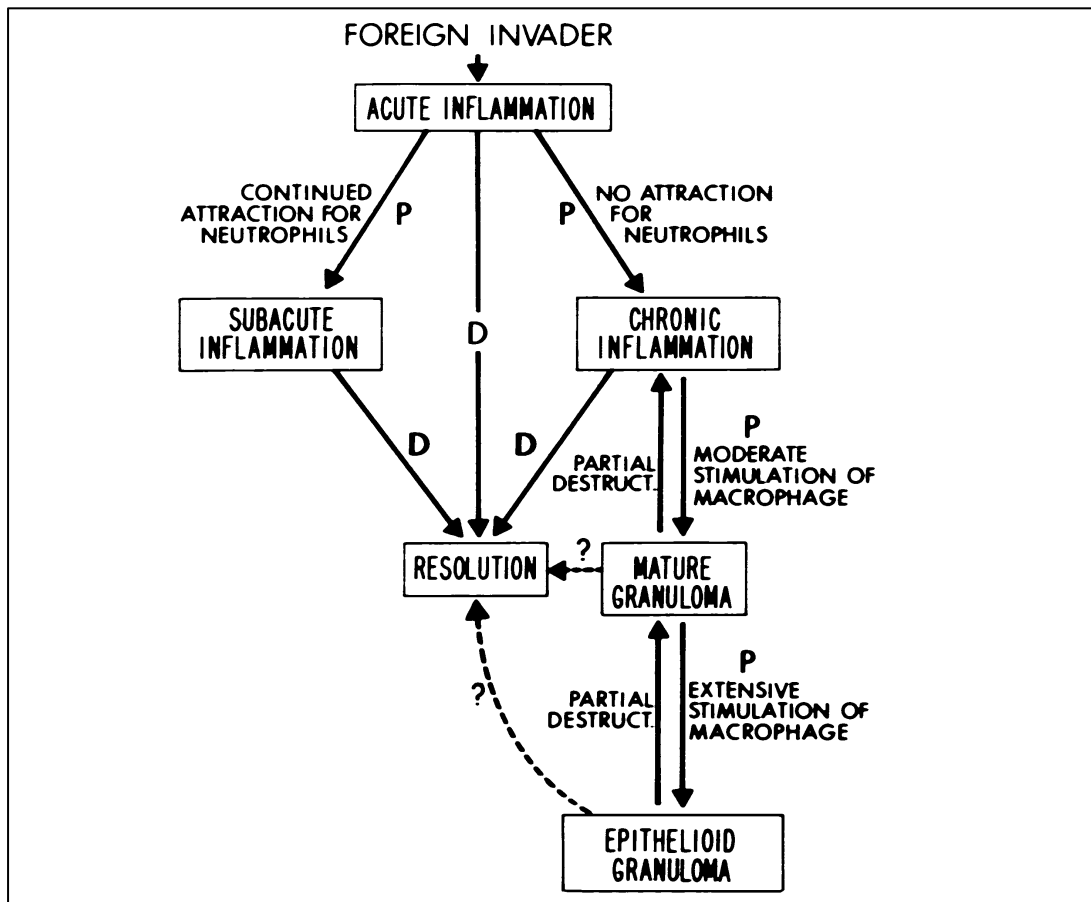 FOREIGN INVADER
ACUTE INFLAMMATION
CONTINUED
ATTRACTION FOR
NEUTROPHILS
P
P
NO ATTRACTION
FOR
NEUTROPHILS
SUBACUTE
INFLAMMATION
D
CHRONIC
INFLAMMATION
D
D
PARTIAL
DESTRUCT.
P
MODERATE
STIMULATION OF
MACROPHAGE
RESOLUTION
?
MATURE
GRANULOMA
?
PARTIAL
DESTRUCT.
P
EXTENSIVE
STIMULATION OF
MACROPHAGE
EPITHELIOID
GRANULOMA